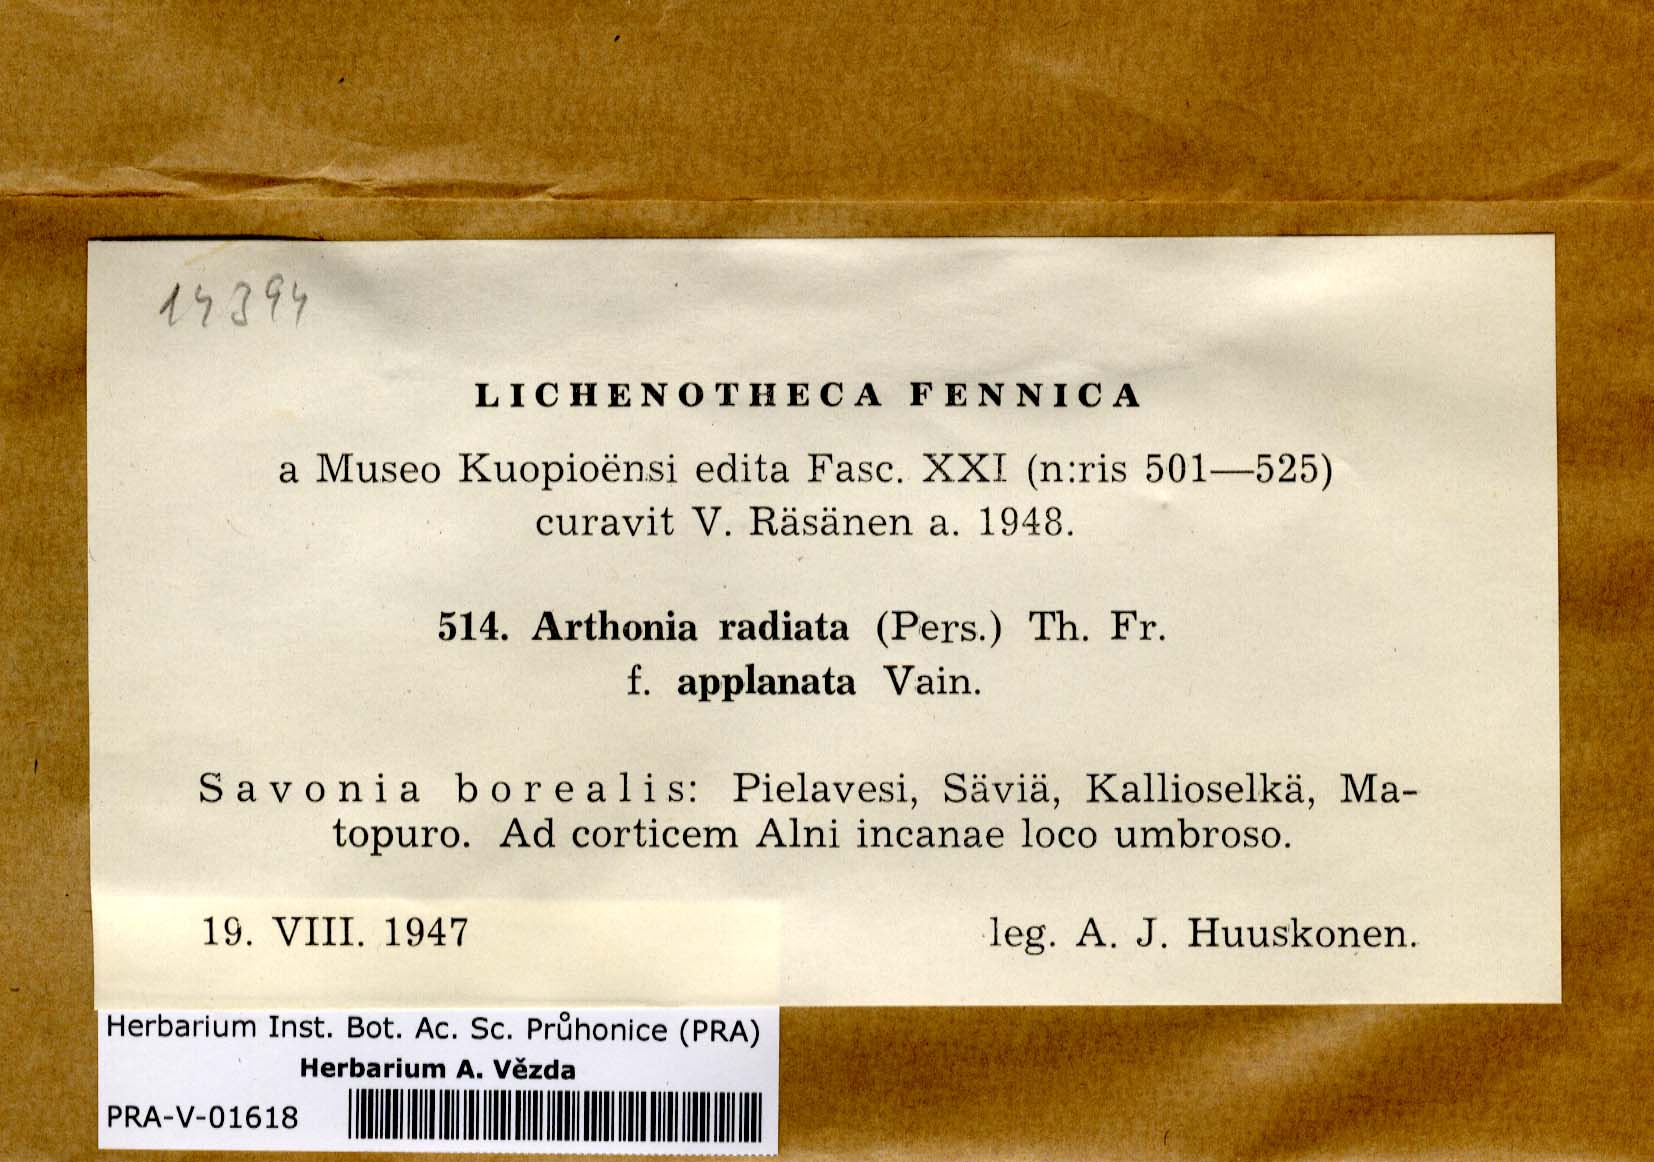 14394
LICHENOTHECA FENNICA
a Museo Kuopioënsi edita Fasc. XXI (n:ris 501—525)
curavit V. Räsänen a. 1948.
514. Arthonia radiata (Pers.) Th. Fr.
f. applanata Vain.
Savonia borealis: Pielavesi, Säviä, Kallioselkä, Ma-
topuro. Ad corticem Alni incanae loco umbroso.
19. VIII. 1947 leg. A. J. Huuskonen.
Herbarium Inst. Bot. Ac. Sc. Průhonice (PRA)
Herbarium A. Vězda
PRA-V-01618